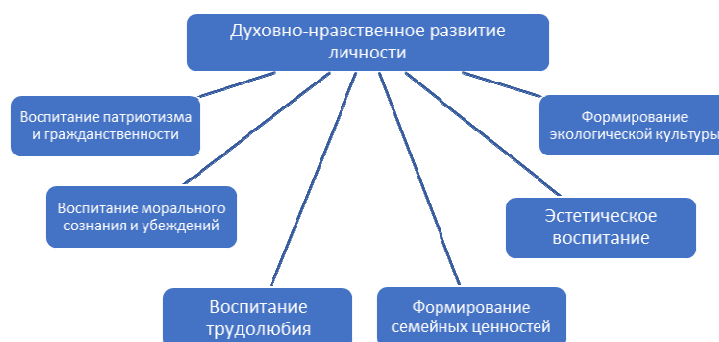 Духовно-нравственное развитие
личности
Воспитание патриотизма
и гражданственности
Формирование
экологической культуры
Воспитание морального
сознания и убеждений
Эстетическое
воспитание
Воспитание
трудолюбия
Формирование
семейных ценностей